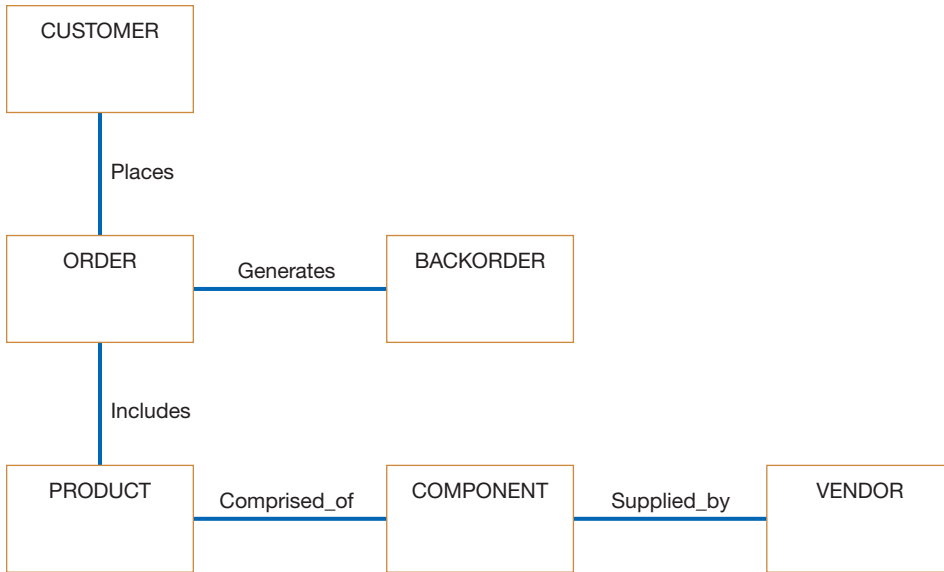 CUSTOMER
Places
ORDER
Generates
BACKORDER
Includes
PRODUCT
Comprised_of
COMPONENT
Supplied_by
VENDOR